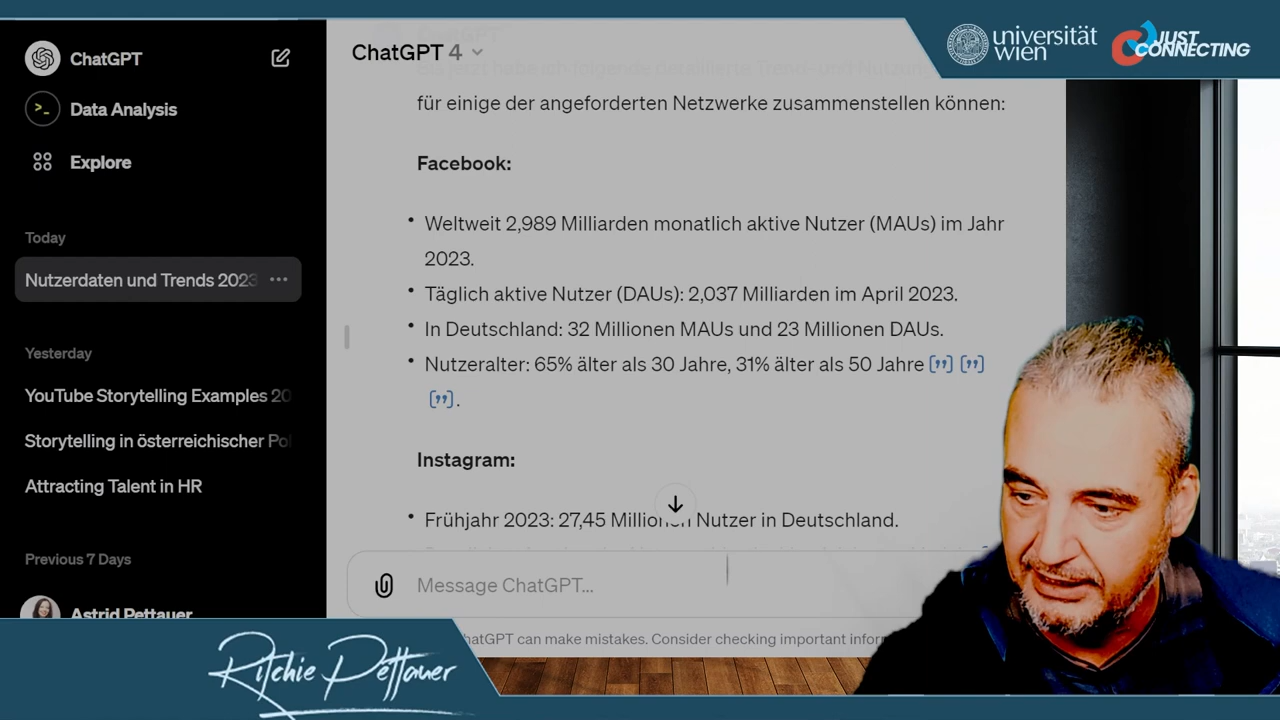 ChatGPT
Data Analysis
Explore
Today
Nutzerdaten und Trends 2023
Yesterday
YouTube Storytelling Examples 20
Storytelling in österreichischer Po
Attracting Talent in HR
Previous 7 Days
Astrid Pettauer
ChatGPT 4
für einige der angeforderten Netzwerke zusammenstellen können:
Facebook:
• Weltweit 2,989 Milliarden monatlich aktive Nutzer (MAUs) im Jahr
2023.
• Täglich aktive Nutzer (DAUs): 2,037 Milliarden im April 2023.
• In Deutschland: 32 Millionen MAUs und 23 Millionen DAUs.
• Nutzeralter: 65% älter als 30 Jahre, 31% älter als 50 Jahre
Instagram:
• Frühjahr 2023: 27,45 Millionen Nutzer in Deutschland.
Message ChatGPT...
ChatGPT can make mistakes. Consider checking important
universität
wien
JUST
CONNECTING
Ritchie Pettauer